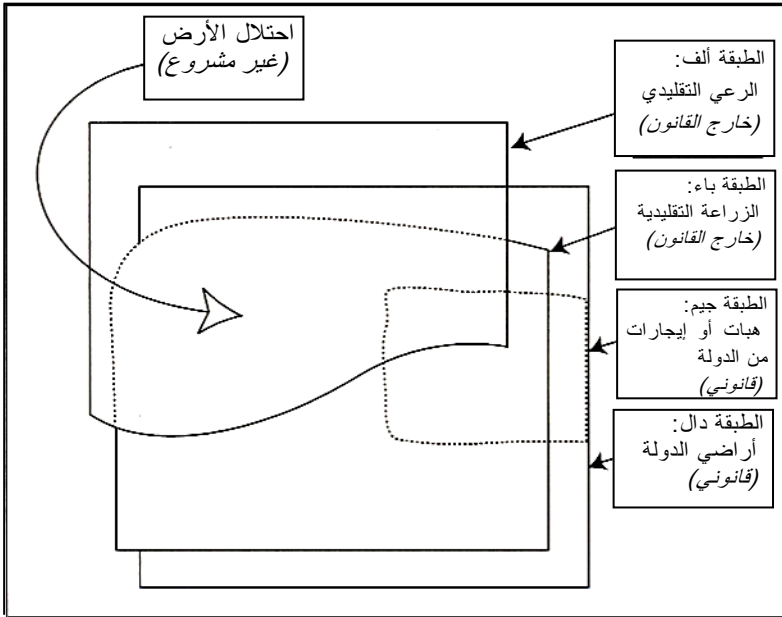 احتلال الأرض
(غير مشروع)
الطبقة ألف:
الرعي التقليدي
(خارج القانون)
الطبقة باء:
الزراعة التقليدية
(خارج القانون)
الطبقة جيم:
هبات أو إيجارات
من الدولة
(قانوني)
الطبقة دال:
أراضي الدولة
(قانوني)